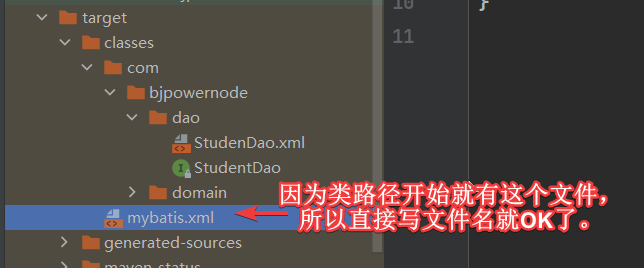 target
classes
com
bjpowernode
dao
StudenDao.xml
StudentDao
domain
mybatis.xml
generated-sources
10 }
11
因为类路径开始就有这个文件，
所以直接写文件名就OK了。